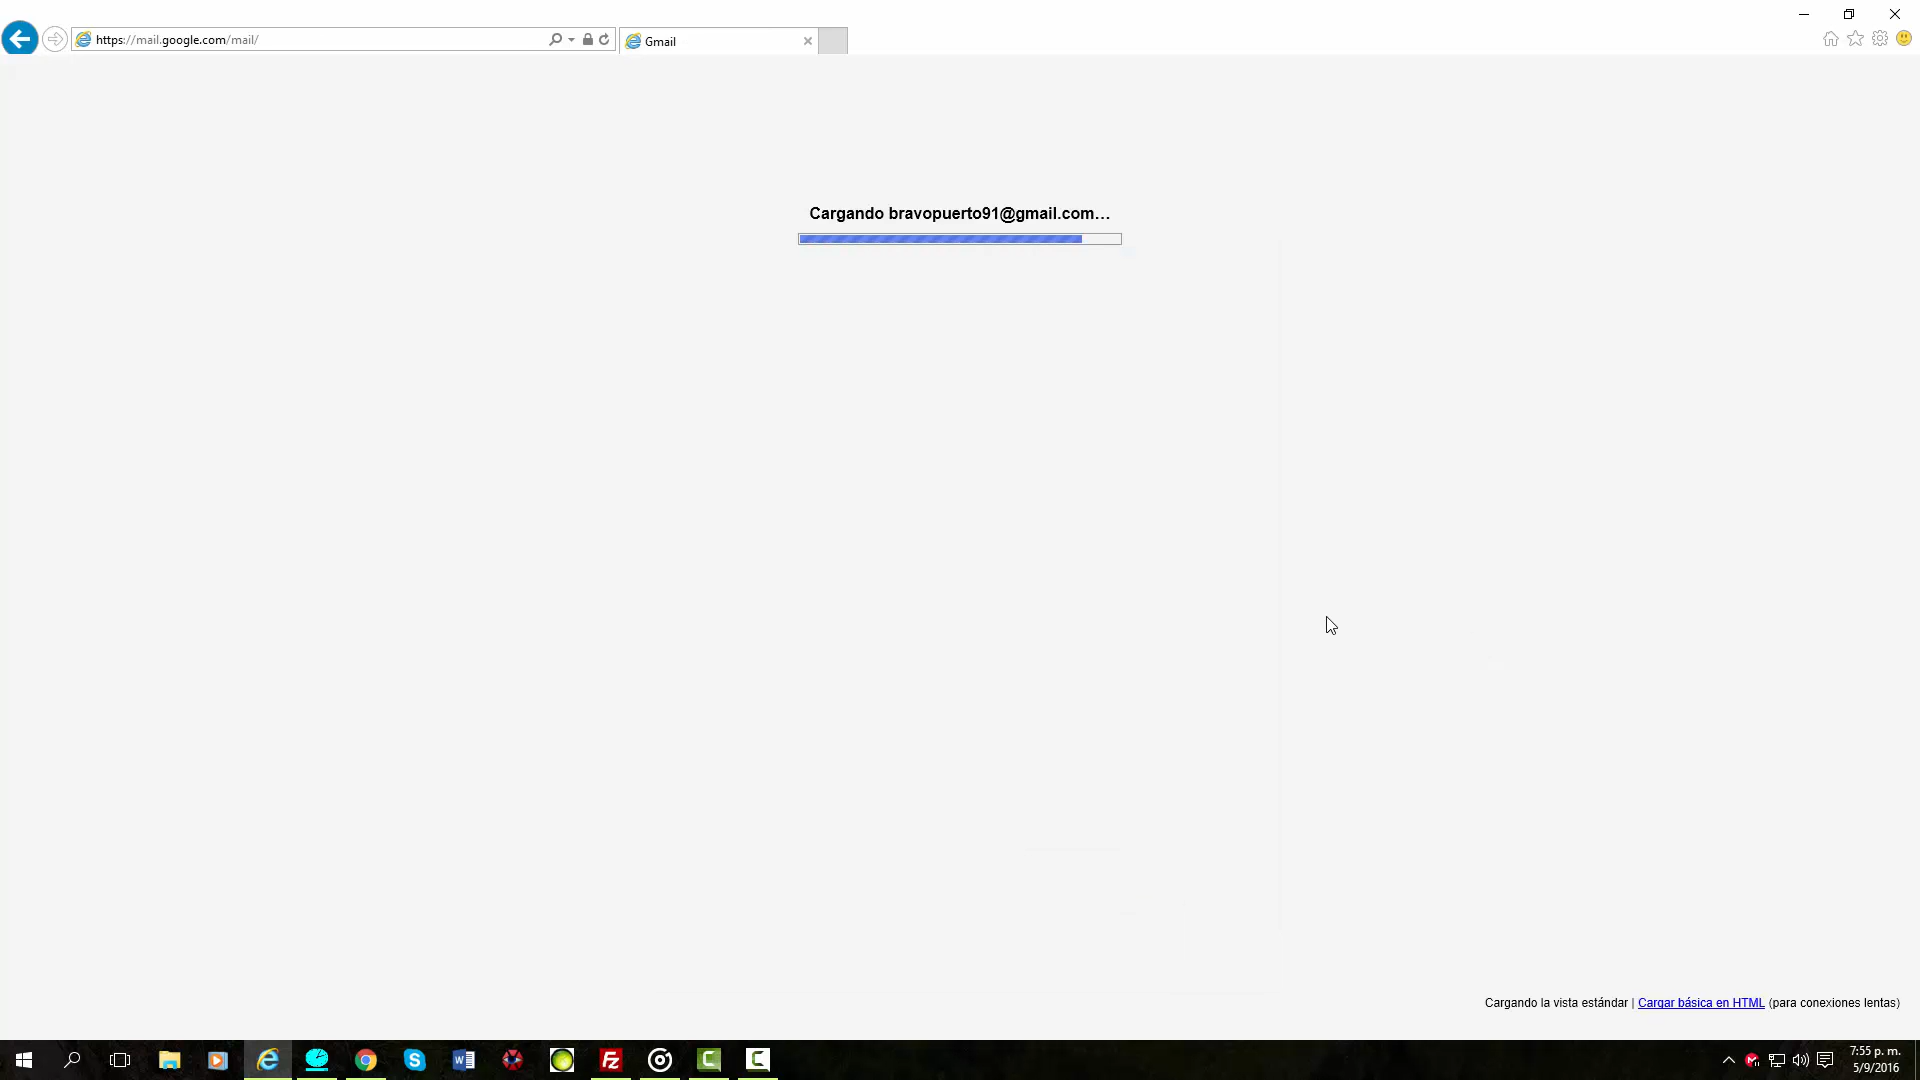 https://mail.google.com/mail/
Gmail
Cargando bravopuerto91@gmail.com…
Cargando la vista estándar | Cargar básica en HTML (para conexiones lentas)
7:55 p. m.
5/9/2016